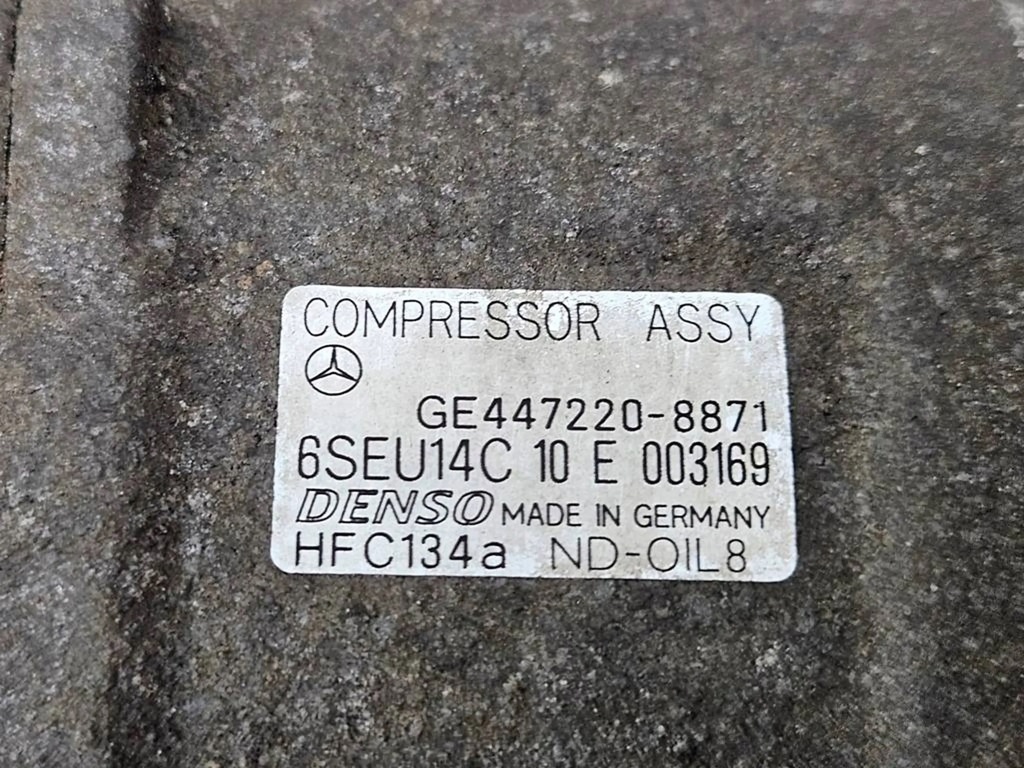 COMPRESSOR ASSY
GE447220-8871
6SEU14C 10 E 003169
DENSO MADE IN GERMANY
HFC134a ND-OIL8